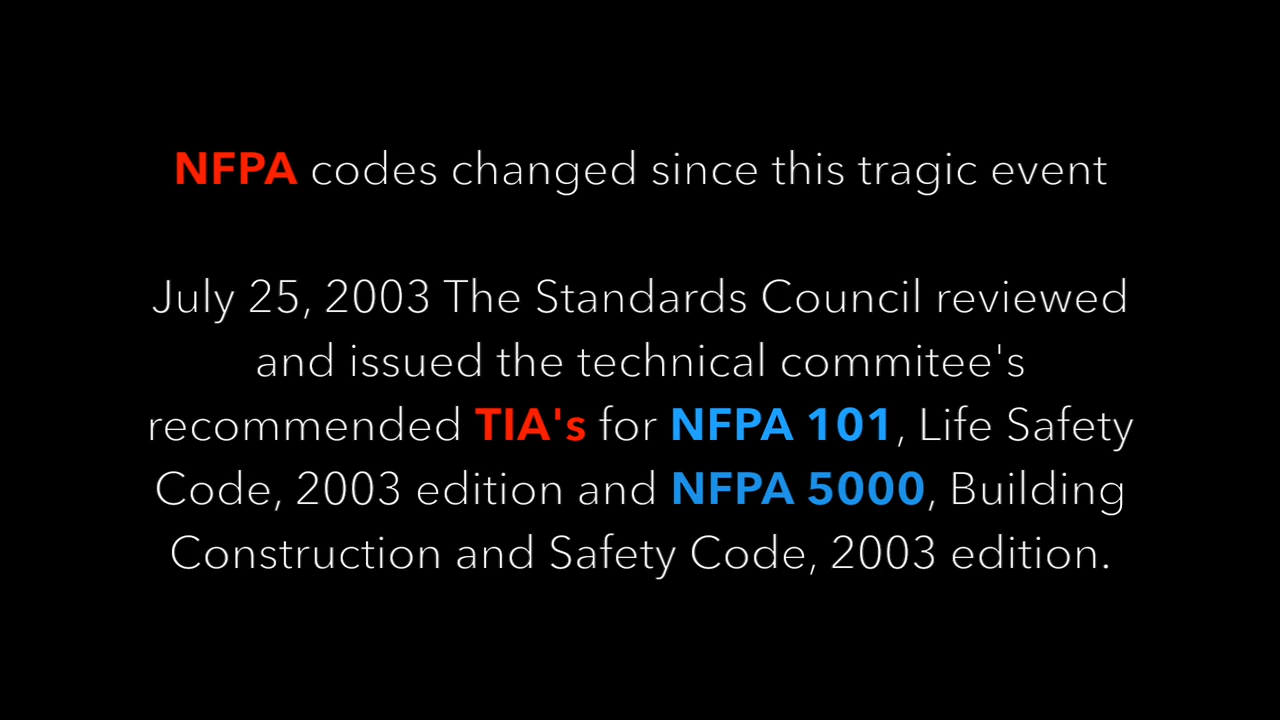 NFPA codes changed since this tragic event
July 25, 2003 The Standards Council reviewed
and issued the technical commitee's
recommended TIA's for NFPA 101, Life Safety
Code, 2003 edition and NFPA 5000, Building
Construction and Safety Code, 2003 edition.